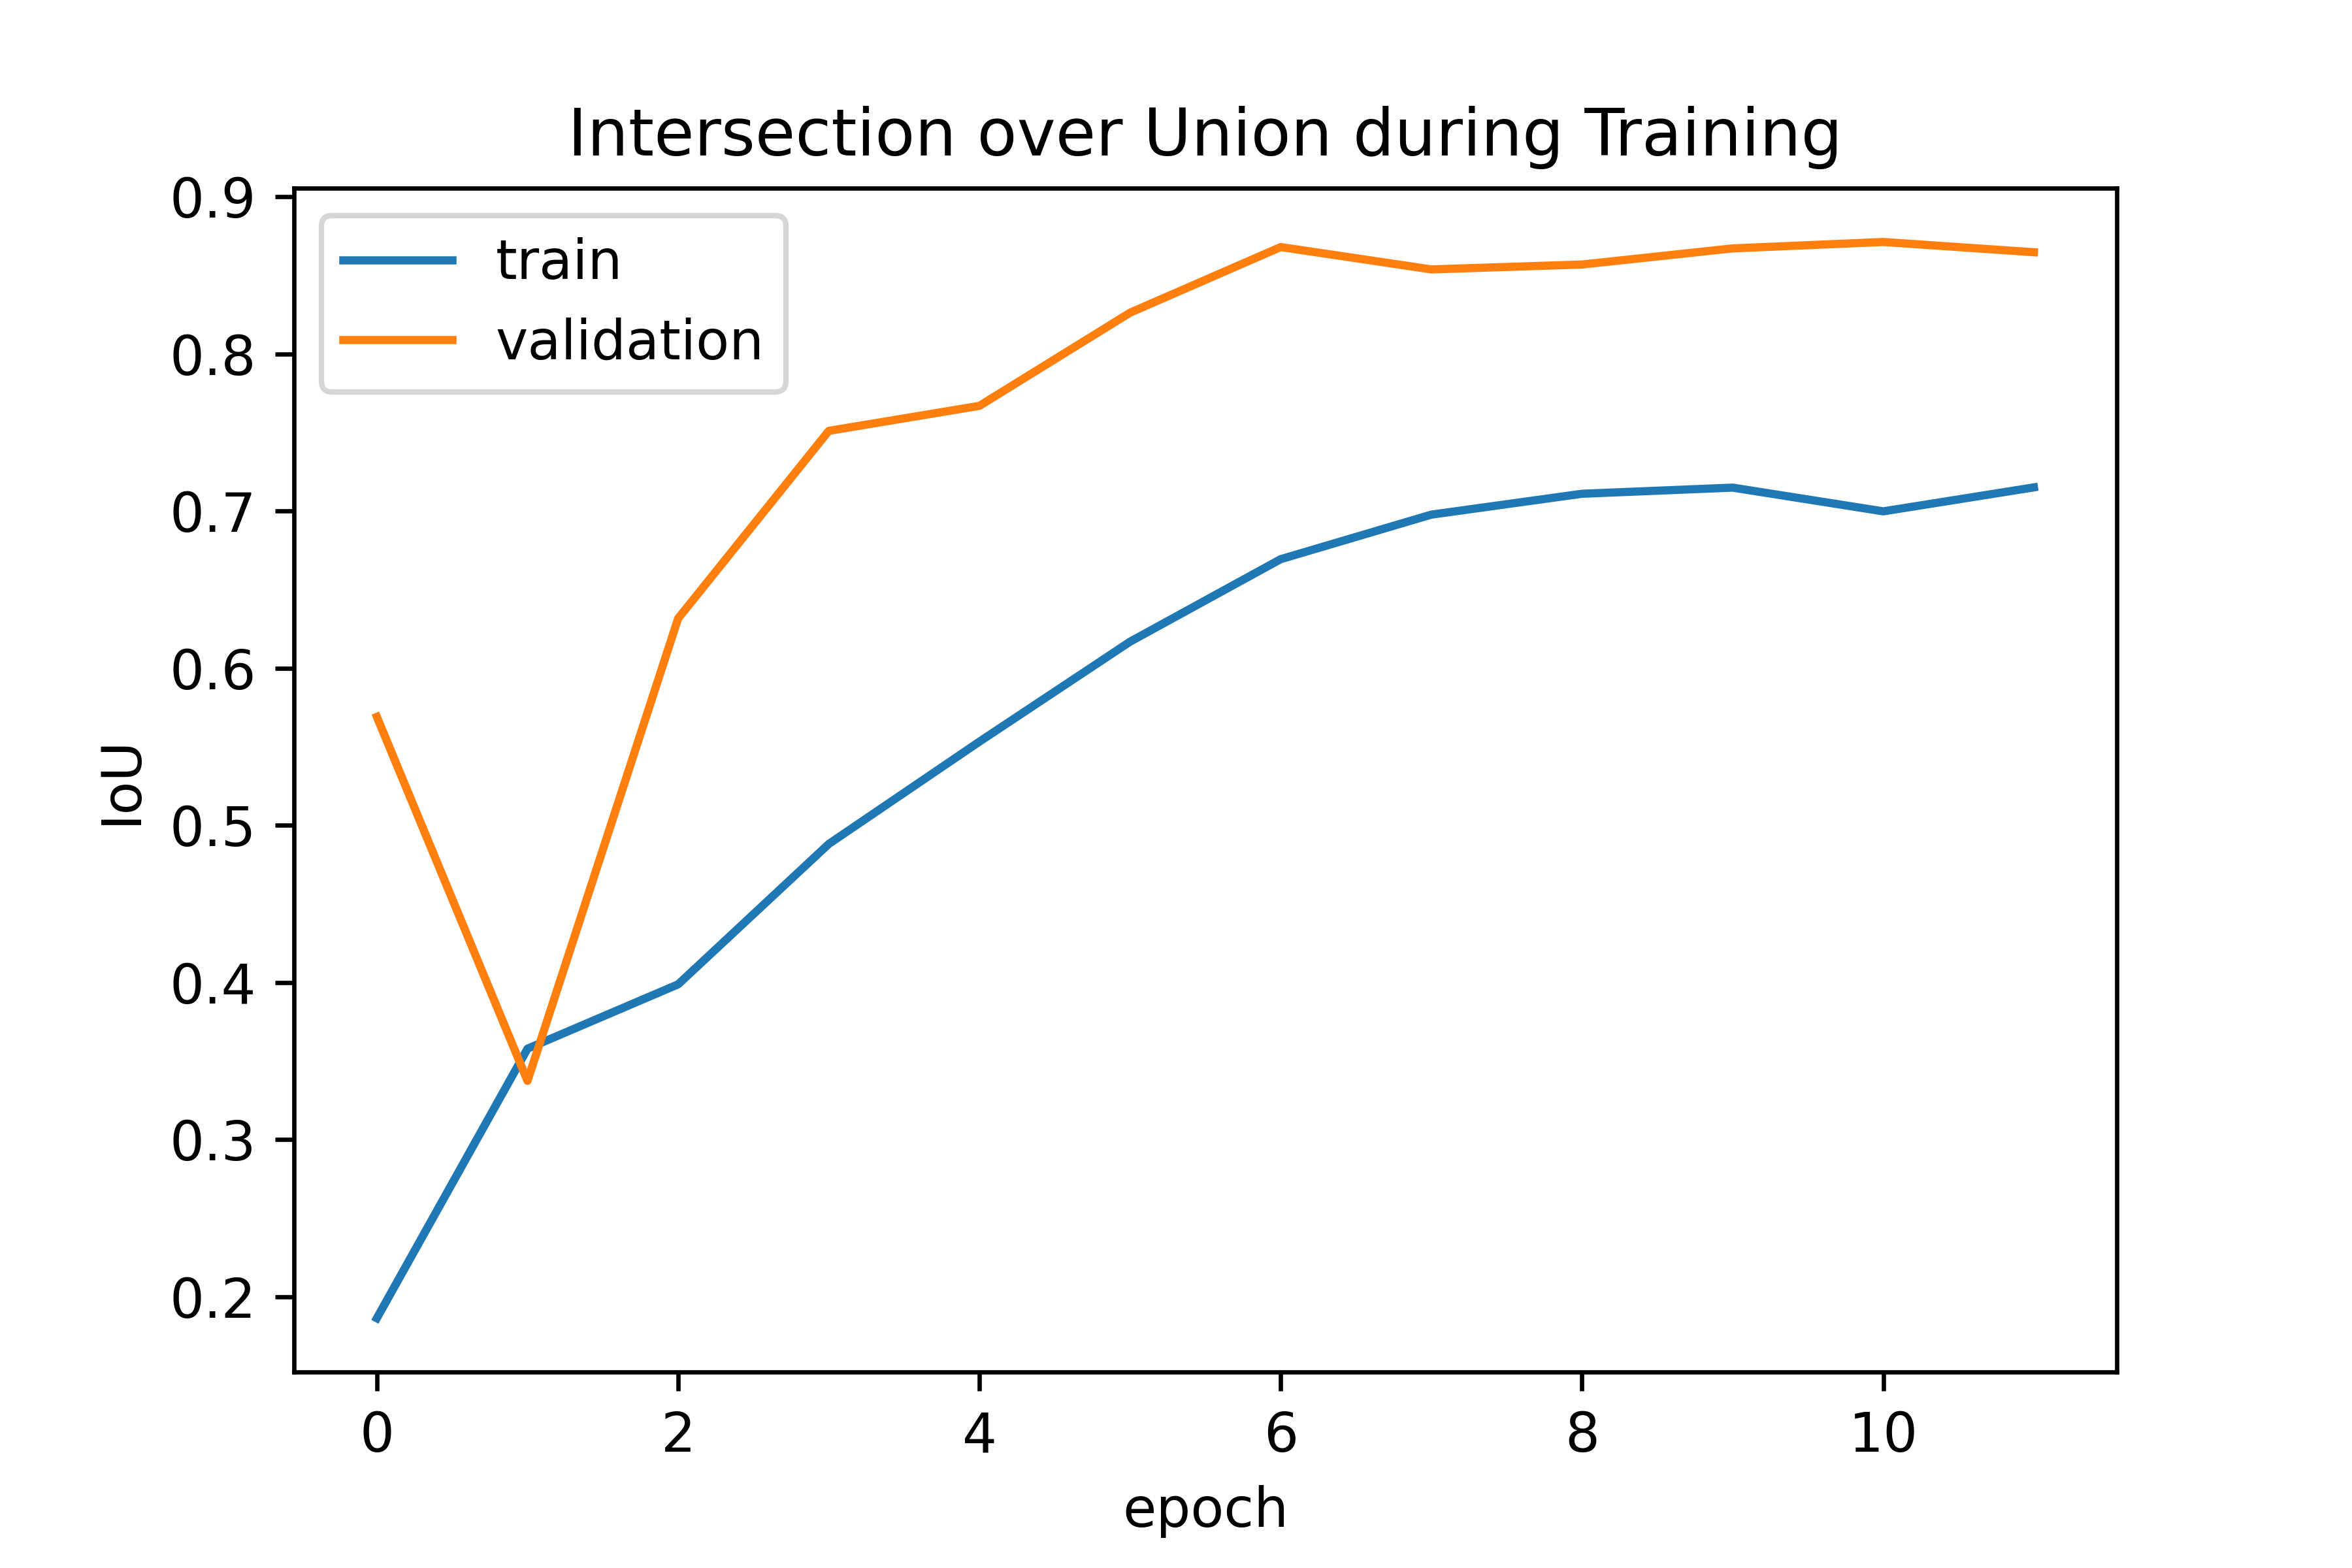 Intersection over Union during Training
train
validation
IoU
0.9
0.8
0.7
0.6
0.5
0.4
0.3
0.2
0 2 4 6 8 10
epoch